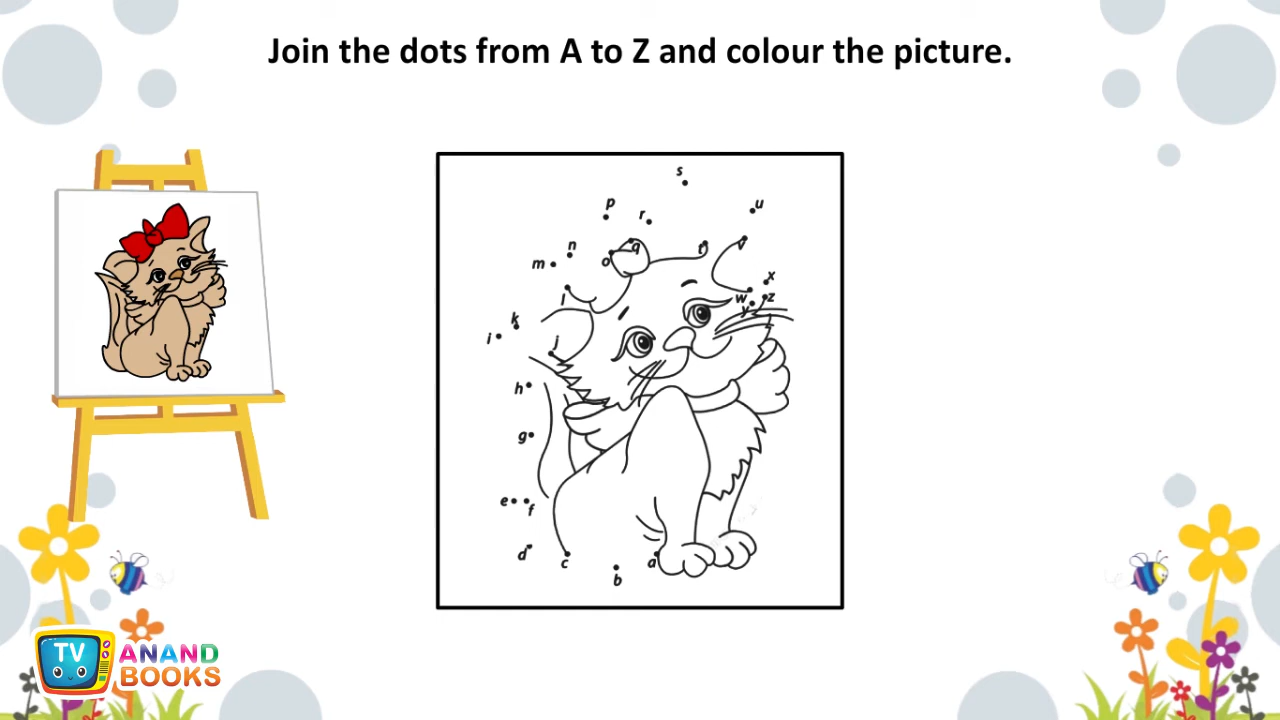 Join the dots from A to Z and colour the picture.
s
p
r
u
n
o
q
t
v
m
l
w
x
z
y
k
i
j
h
g
e
f
d
c
a
b
TV
ANAND
BOOKS